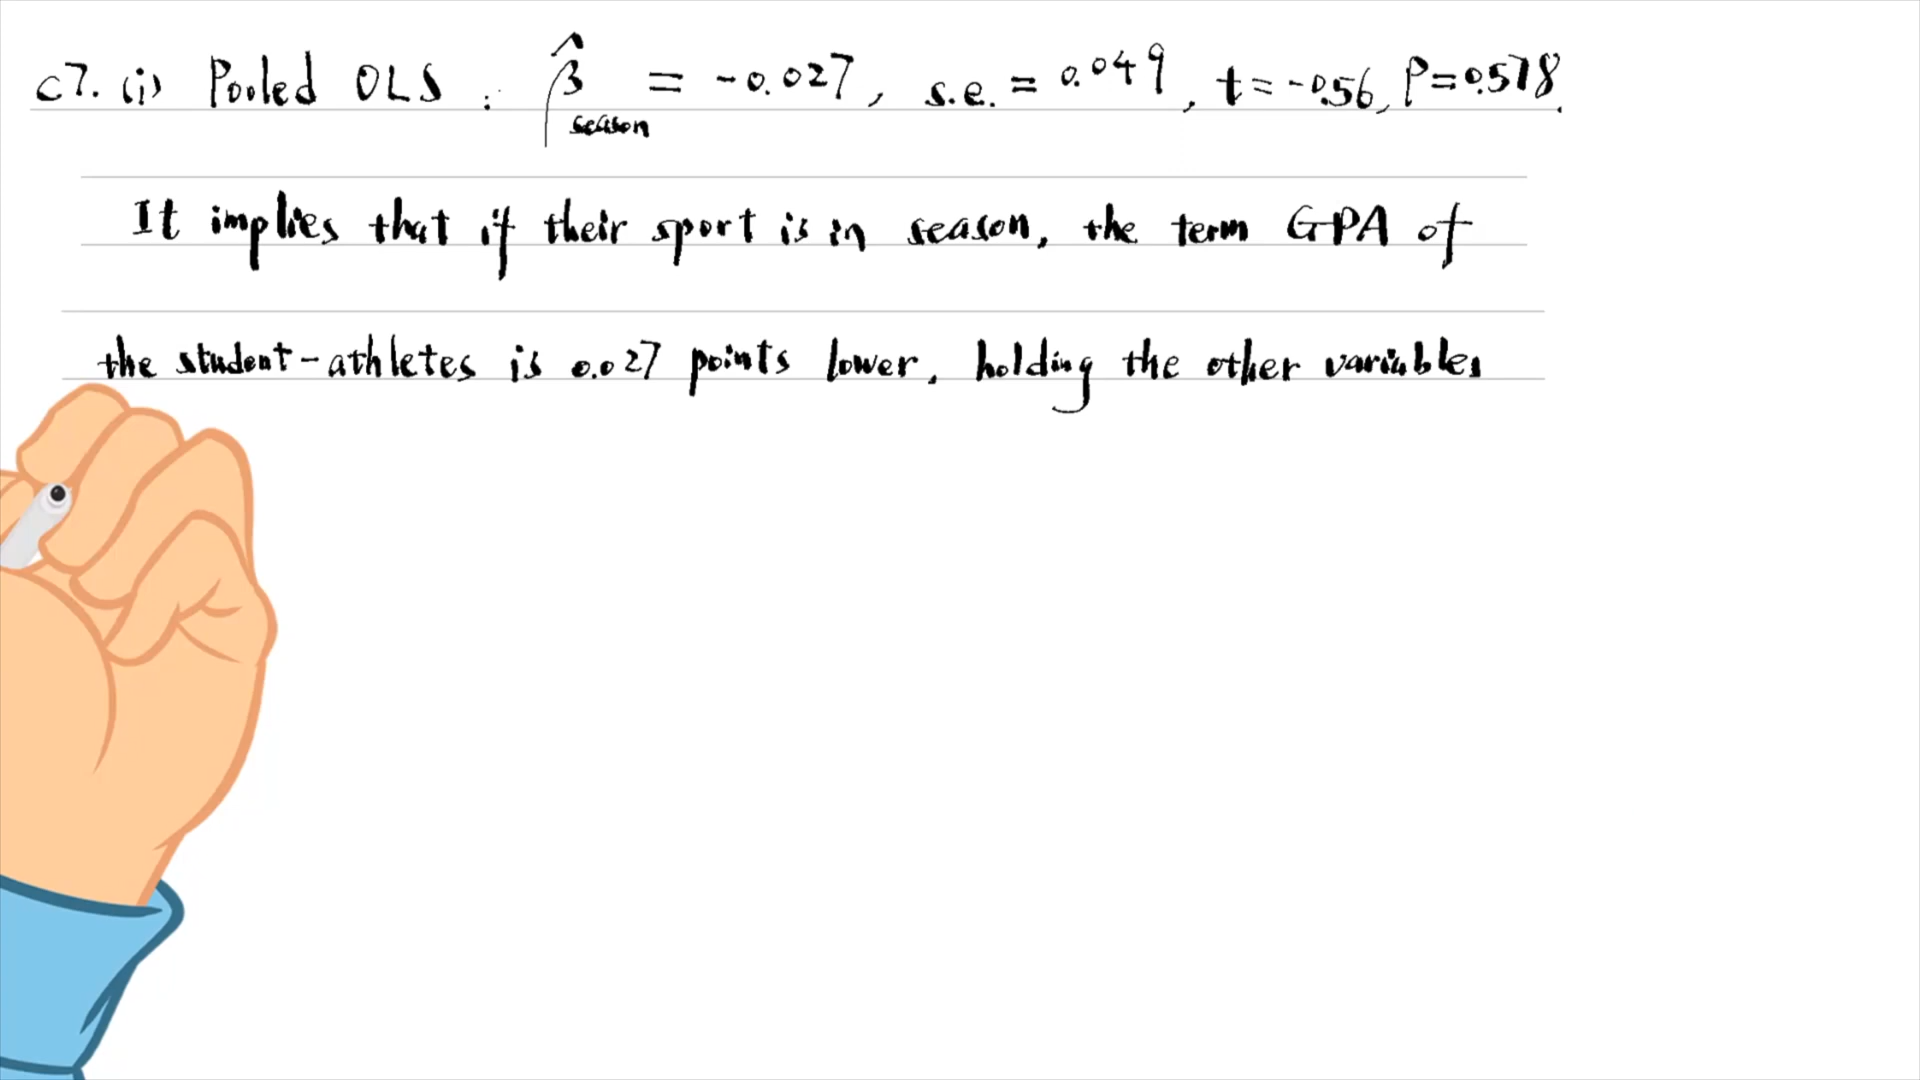 C7. (i) Pooled OLS : β̂_season = -0.027, s.e. = 0.049, t = -0.56, P = 0.578.
It implies that if their sport is in season, the term GPA of
the student-athletes is 0.027 points lower, holding the other variables